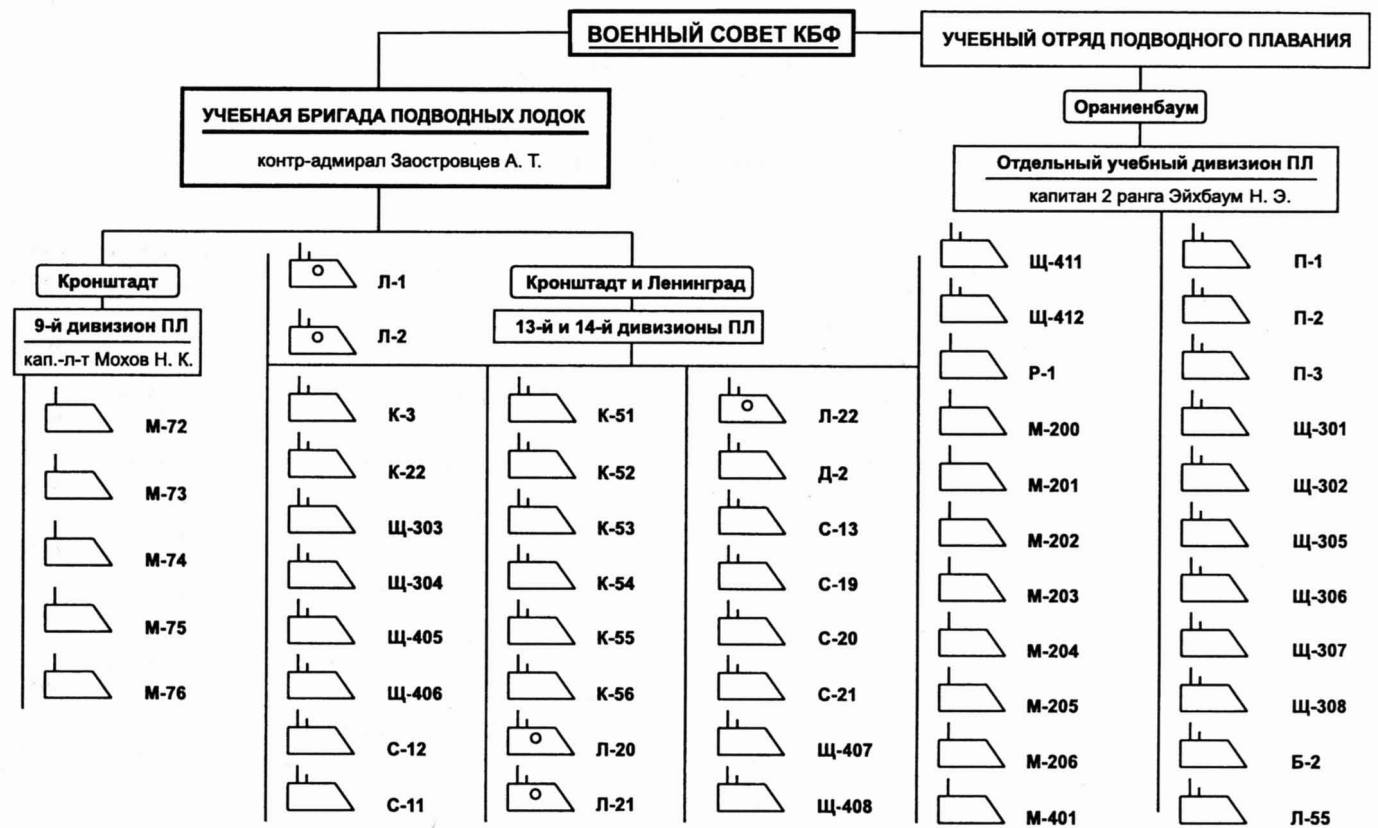 ВОЕННЫЙ СОВЕТ КБФ
УЧЕБНЫЙ ОТРЯД ПОДВОДНОГО ПЛАВАНИЯ
УЧЕБНАЯ БРИГАДА ПОДВОДНЫХ ЛОДОК
контр-адмирал Заостровцев А. Т.
Ораниенбаум
Отдельный учебный дивизион ПЛ
капитан 2 ранга Эйхбаум Н. Э.
Кронштадт
9-й дивизион ПЛ
кап.-л-т Мохов Н. К.
М-72
М-73
М-74
М-75
М-76
Л-1
Л-2
Кронштадт и Ленинград
13-й и 14-й дивизионы ПЛ
К-3
К-22
Щ-303
Щ-304
Щ-405
Щ-406
С-12
С-11
К-51
К-52
К-53
К-54
К-55
К-56
Л-20
Л-21
Л-22
Д-2
С-13
С-19
С-20
С-21
Щ-407
Щ-408
Щ-411
Щ-412
Р-1
М-200
М-201
М-202
М-203
М-204
М-205
М-206
М-401
П-1
П-2
П-3
Щ-301
Щ-302
Щ-305
Щ-306
Щ-307
Щ-308
Б-2
Л-55